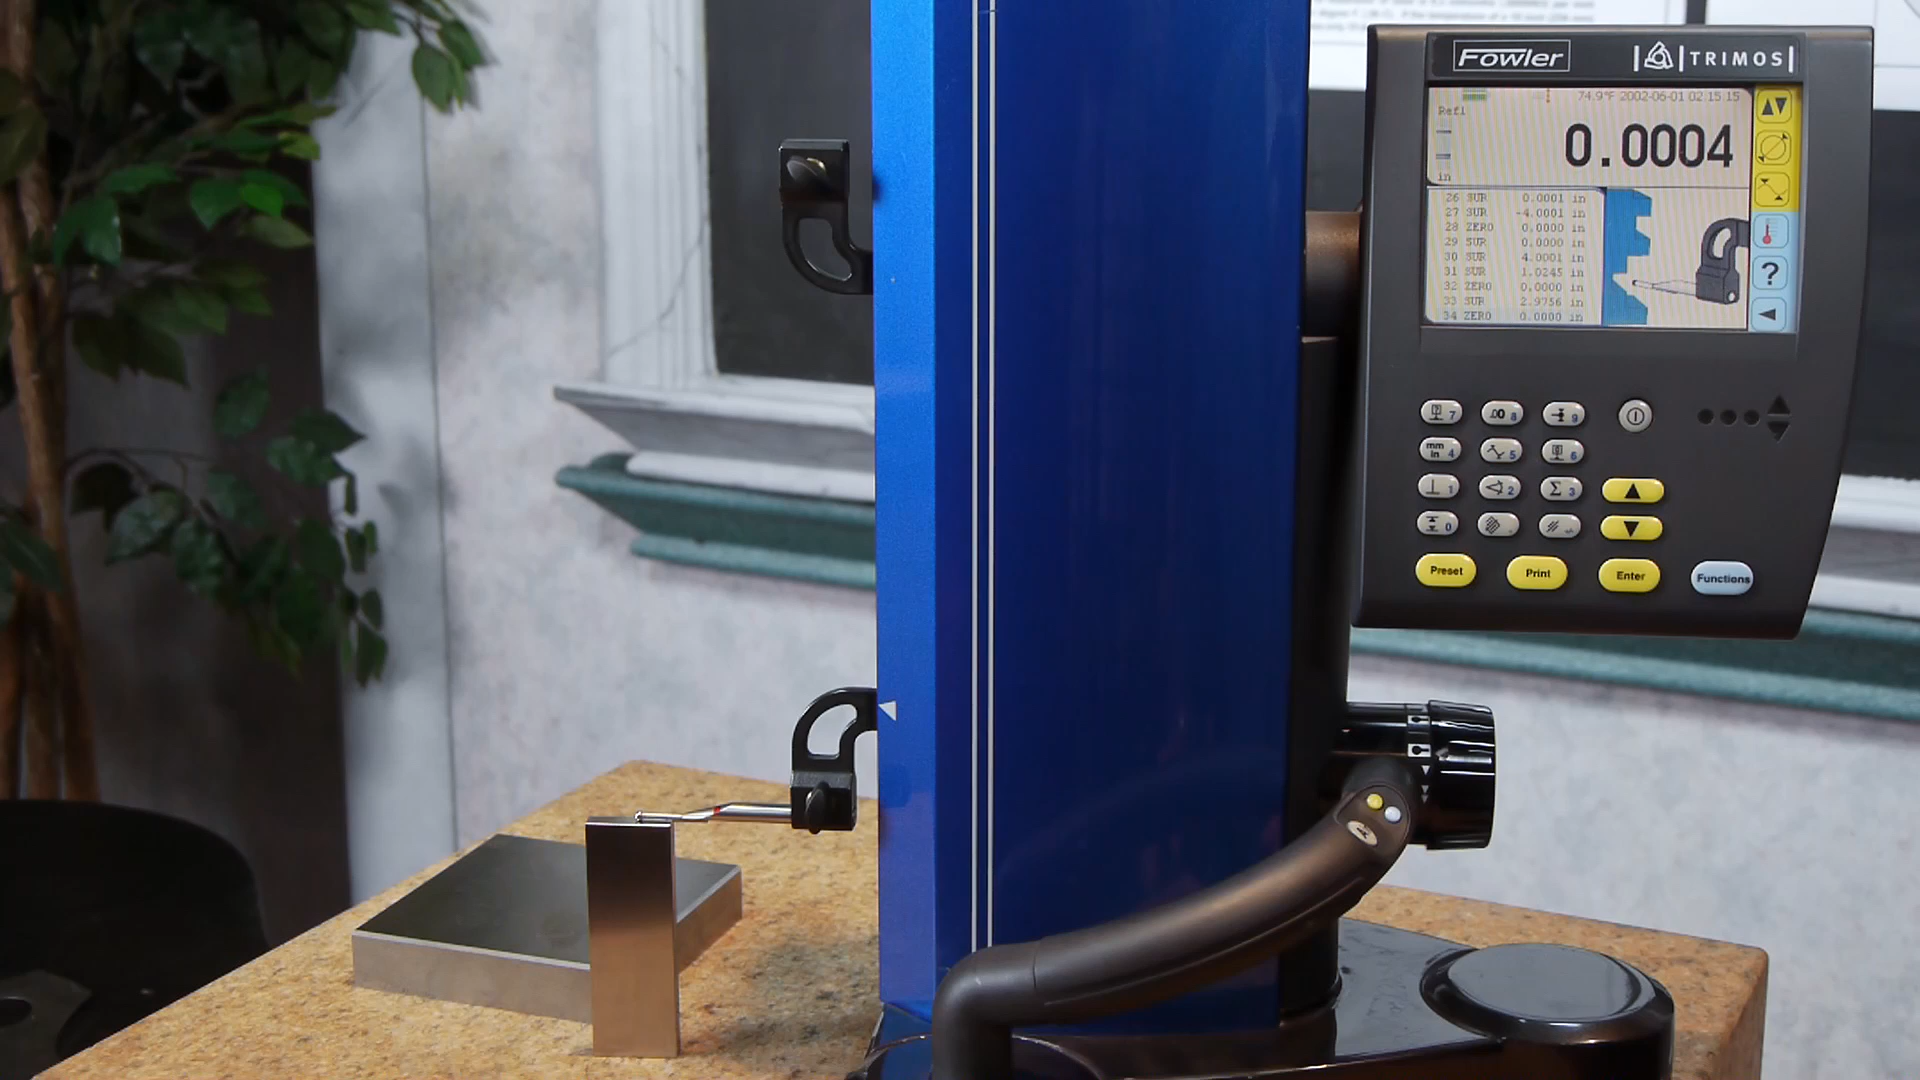 Fowler
TRIMOS
74.9°F 2002-06-01 02:15:15
Ref1
0.0004
in
26 SUR 0.0001 in
27 SUR -4.0001 in
28 ZERO 0.0000 in
29 SUR 0.0000 in
30 SUR 4.0001 in
31 SUR 1.0245 in
32 ZERO 0.0000 in
33 SUR 2.9756 in
34 ZERO 0.0000 in
?
7
8
9
mm
in 4
5
6
1
2
Σ 3
0
Preset
Print
Enter
Functions